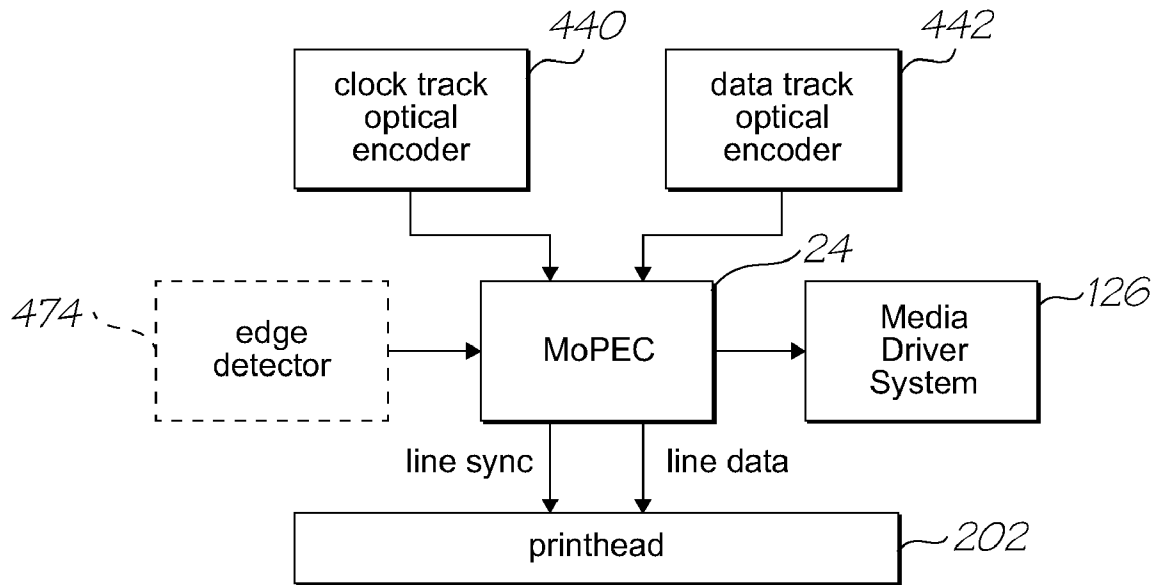 440
442
clock track
optical
encoder
data track
optical
encoder
24
126
474
edge
detector
MoPEC
Media
Driver
System
line sync
line data
printhead
202